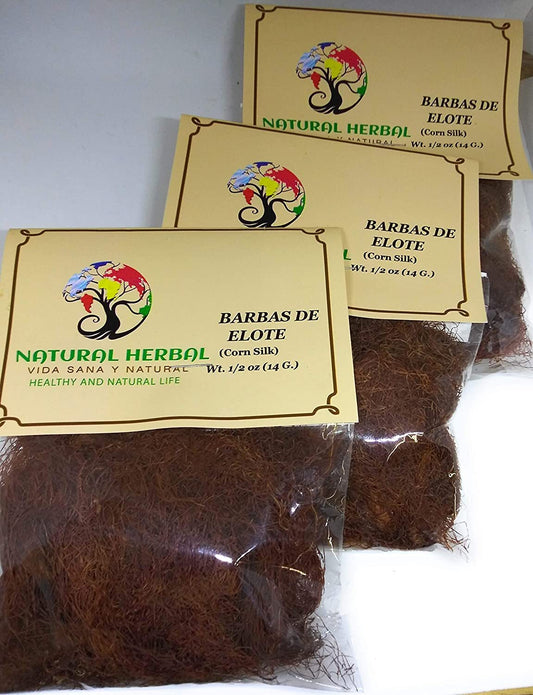 BARBAS DE
ELOTE
(Corn Silk)
NATURAL HERBAL
Y NATURAL
Wt. 1/2 oz (14 G.)
BARBAS DE
ELOTE
(Corn Silk)
Wt. 1/2 oz (14 G.)
BARBAS DE
ELOTE
(Corn Silk)
NATURAL HERBAL
VIDA SANA Y NATURAL
Wt. 1/2 oz (14 G.)
HEALTHY AND NATURAL LIFE